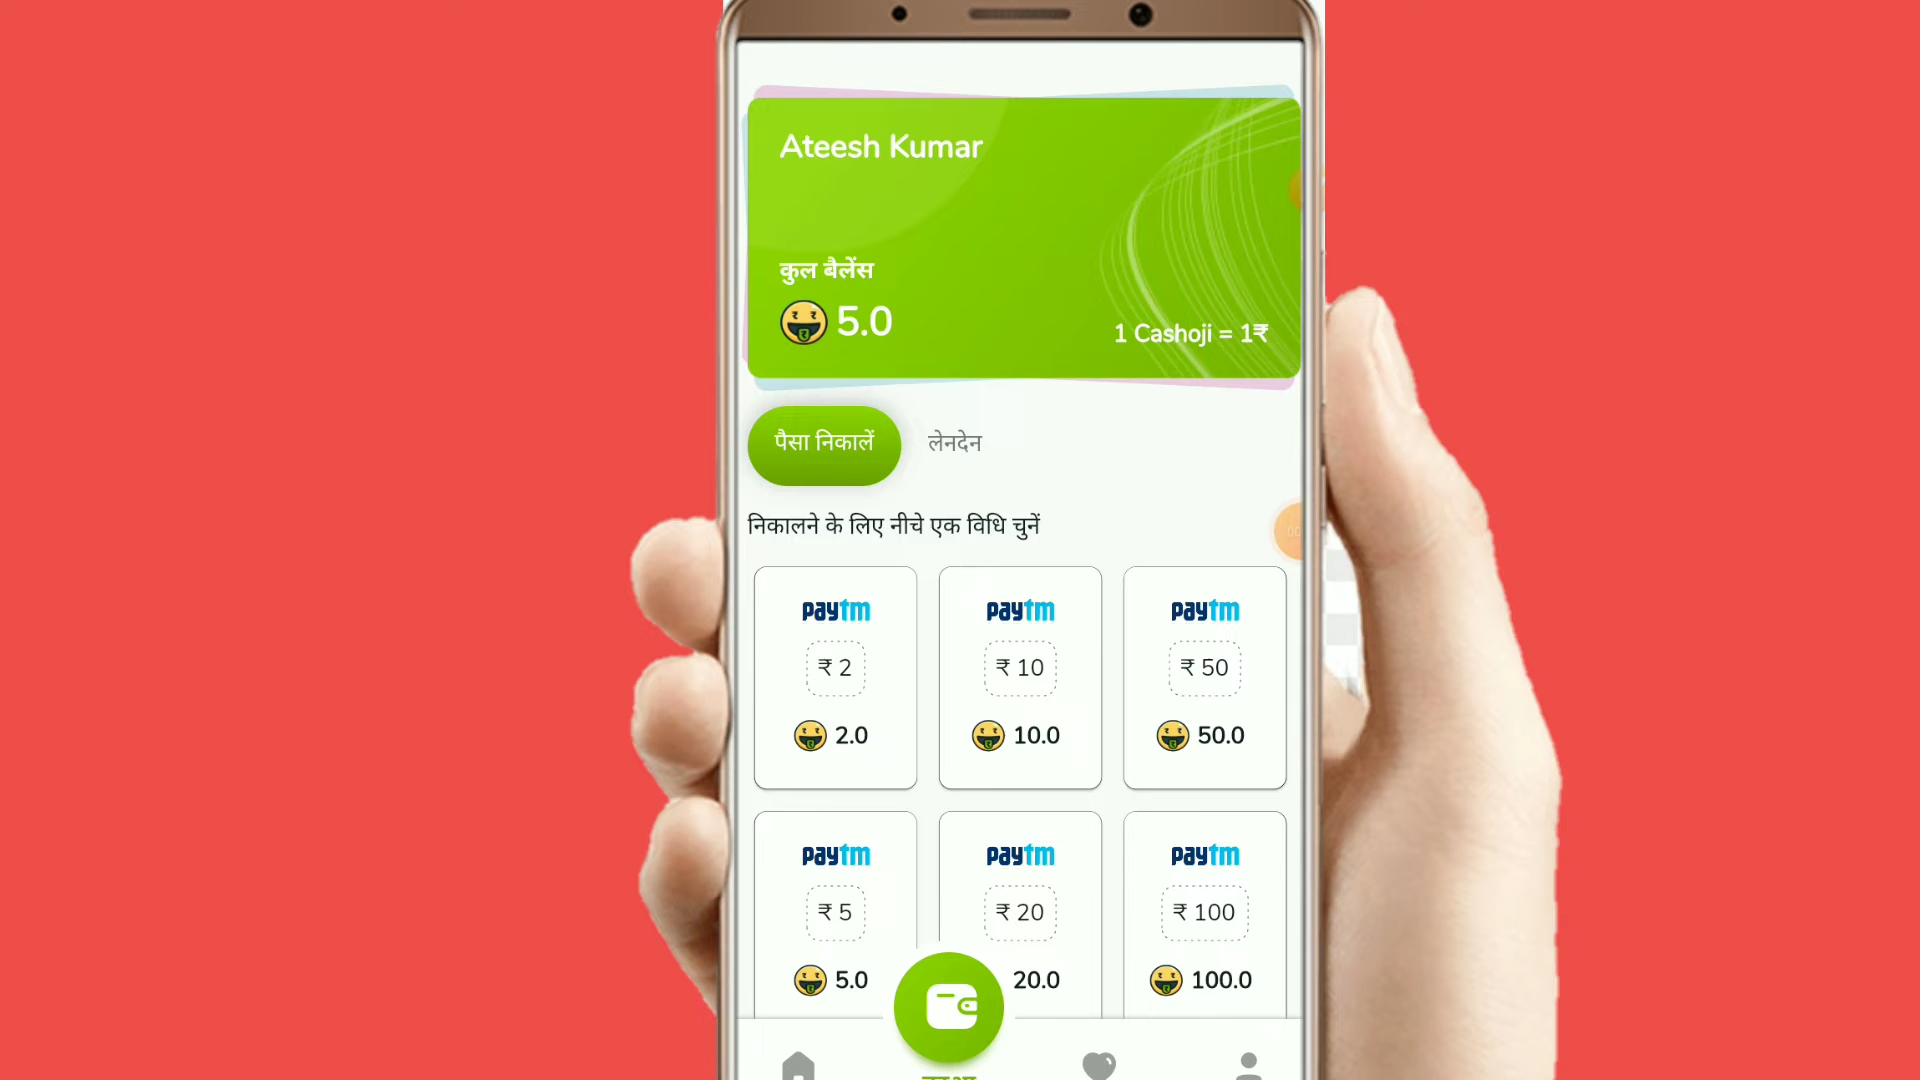 Ateesh Kumar
कुल बैलेंस
5.0
1 Cashoji = 1₹
पैसा निकालें
लेनदेन
निकालने के लिए नीचे एक विधि चुनें
paytm paytm paytm
₹ 2 ₹ 10 ₹ 50
2.0 10.0 50.0
paytm paytm paytm
₹ 5 ₹ 20 ₹ 100
5.0 20.0 100.0